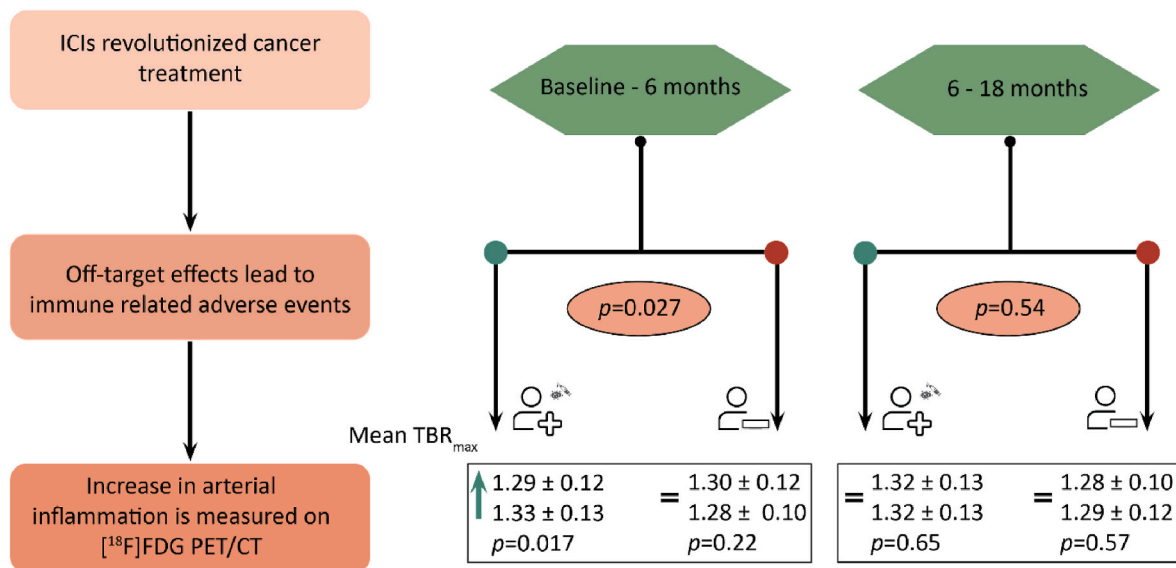 ICIs revolutionized cancer
treatment
Off-target effects lead to
immune related adverse events
Increase in arterial
inflammation is measured on
[¹⁸F]FDG PET/CT
Baseline - 6 months
p=0.027
Mean TBRmax
1.29 ± 0.12
1.33 ± 0.13
p=0.017
= 1.30 ± 0.12
1.28 ± 0.10
p=0.22
6 - 18 months
p=0.54
= 1.32 ± 0.13
1.32 ± 0.13
p=0.65
= 1.28 ± 0.10
1.29 ± 0.12
p=0.57